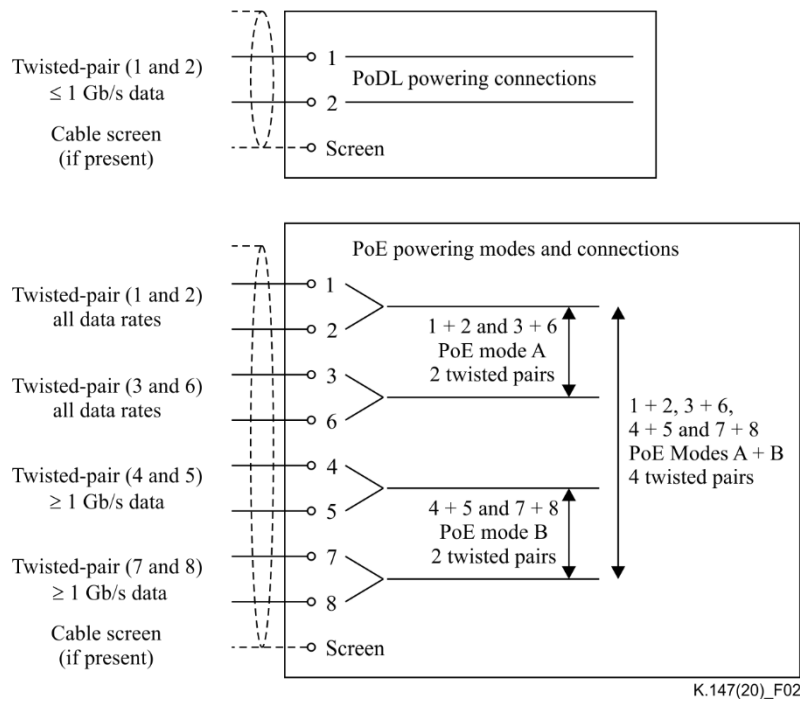 Twisted-pair (1 and 2)
≤ 1 Gb/s data
Cable screen
(if present)
1
PoDL powering connections
2
Screen
PoE powering modes and connections
Twisted-pair (1 and 2)
all data rates
1
2
1 + 2 and 3 + 6
PoE mode A
2 twisted pairs
Twisted-pair (3 and 6)
all data rates
3
6
1 + 2, 3 + 6,
4 + 5 and 7 + 8
PoE Modes A + B
4 twisted pairs
Twisted-pair (4 and 5)
≥ 1 Gb/s data
4
5
4 + 5 and 7 + 8
PoE mode B
2 twisted pairs
Twisted-pair (7 and 8)
≥ 1 Gb/s data
7
8
Cable screen
(if present)
Screen
K.147(20)_F02